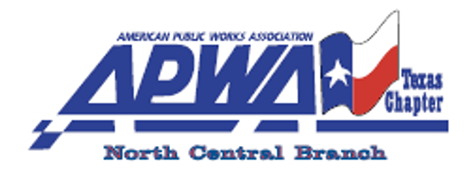 AMERICAN PUBLIC WORKS ASSOCIATION
APWA
Texas
Chapter
North Central Branch